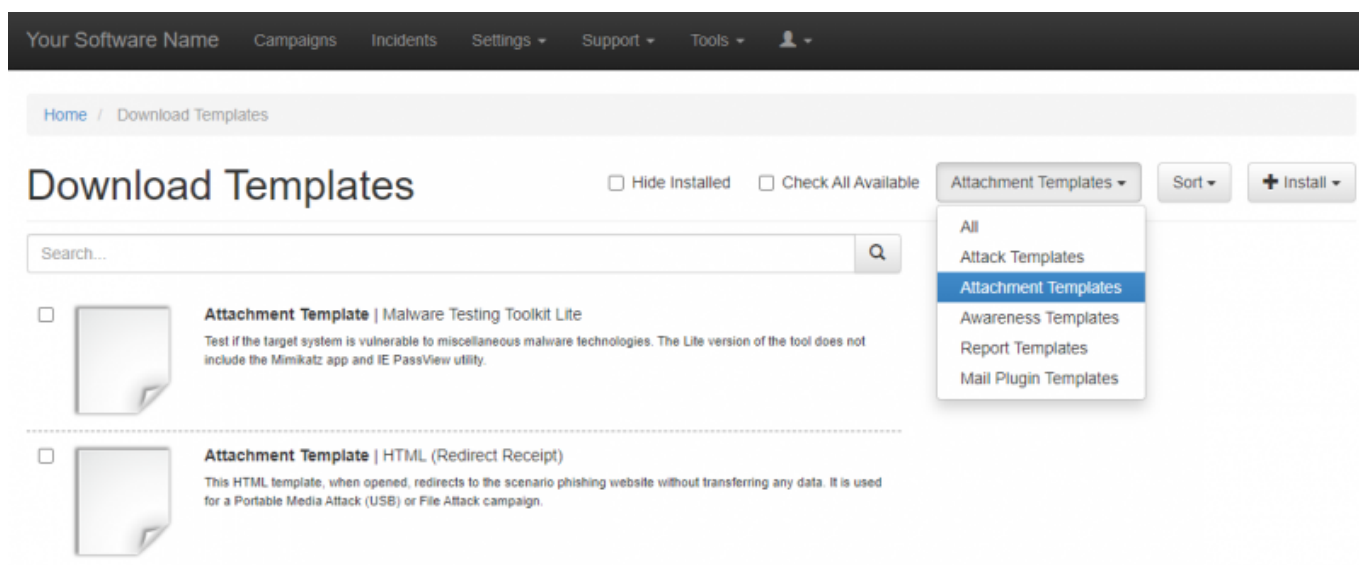 Your Software Name Campaigns Incidents Settings Support Tools
Home / Download Templates
Download Templates Hide Installed Check All Available Attachment Templates Sort Install
Search...
All
Attack Templates
Attachment Templates
Awareness Templates
Report Templates
Mail Plugin Templates
Attachment Template | Malware Testing Toolkit Lite
Test if the target system is vulnerable to miscellaneous malware technologies. The Lite version of the tool does not
include the Mimikatz app and IE PassView utility.
Attachment Template | HTML (Redirect Receipt)
This HTML template, when opened, redirects to the scenario phishing website without transferring any data. It is used
for a Portable Media Attack (USB) or File Attack campaign.